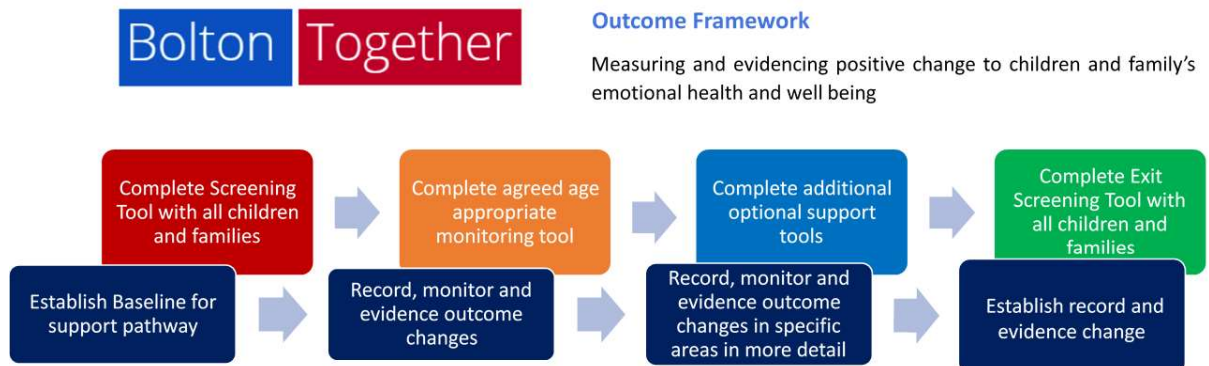 Bolton Together
Outcome Framework
Measuring and evidencing positive change to children and family's
emotional health and well being
Complete Screening
Tool with all children
and families
Complete agreed age
appropriate
monitoring tool
Complete additional
optional support
tools
Complete Exit
Screening Tool with
all children and
families
Establish Baseline for
support pathway
Record, monitor and
evidence outcome
changes
Record, monitor and
evidence outcome
changes in specific
areas in more detail
Establish record and
evidence change